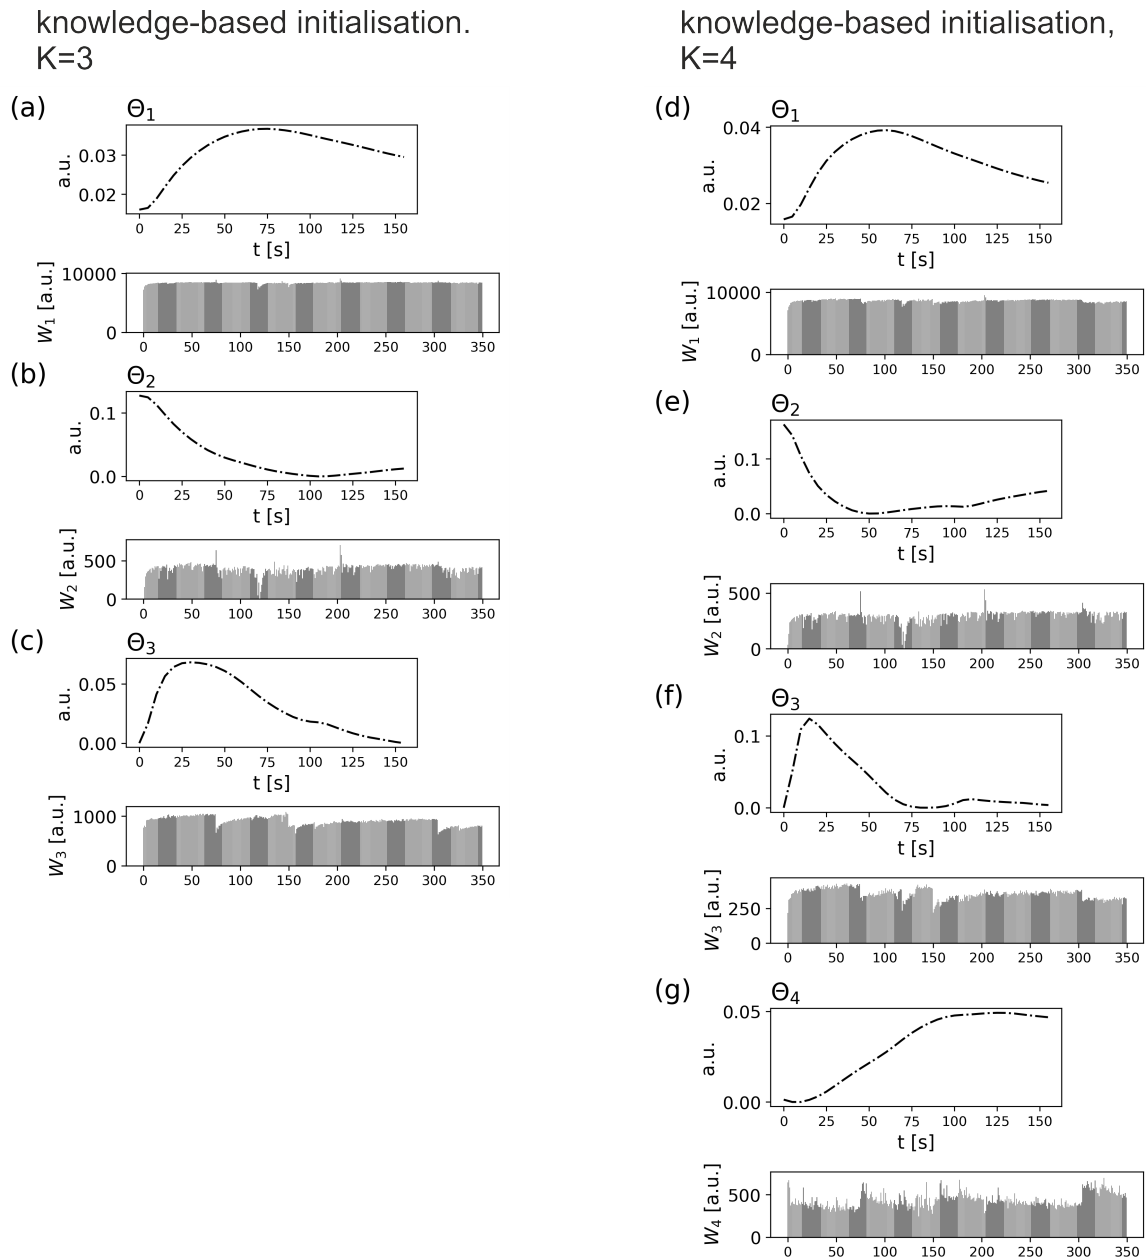 knowledge-based initialisation.
K=3
(a)
Θ1
0.03
0.02
a.u.
0 25 50 75 100 125 150
t [s]
10000
0
W1 [a.u.]
0 50 100 150 200 250 300 350
(b)
Θ2
0.1
0.0
a.u.
0 25 50 75 100 125 150
t [s]
500
0
W2 [a.u.]
0 50 100 150 200 250 300 350
(c)
Θ3
0.05
0.00
a.u.
0 25 50 75 100 125 150
t [s]
1000
0
W3 [a.u.]
0 50 100 150 200 250 300 350
knowledge-based initialisation,
K=4
(d)
Θ1
0.04
0.02
a.u.
0 25 50 75 100 125 150
t [s]
10000
0
W1 [a.u.]
0 50 100 150 200 250 300 350
(e)
Θ2
0.1
0.0
a.u.
0 25 50 75 100 125 150
t [s]
500
0
W2 [a.u.]
0 50 100 150 200 250 300 350
(f)
Θ3
0.1
0.0
a.u.
0 25 50 75 100 125 150
t [s]
250
0
W3 [a.u.]
0 50 100 150 200 250 300 350
(g)
Θ4
0.05
0.00
a.u.
0 25 50 75 100 125 150
t [s]
500
0
W4 [a.u.]
0 50 100 150 200 250 300 350